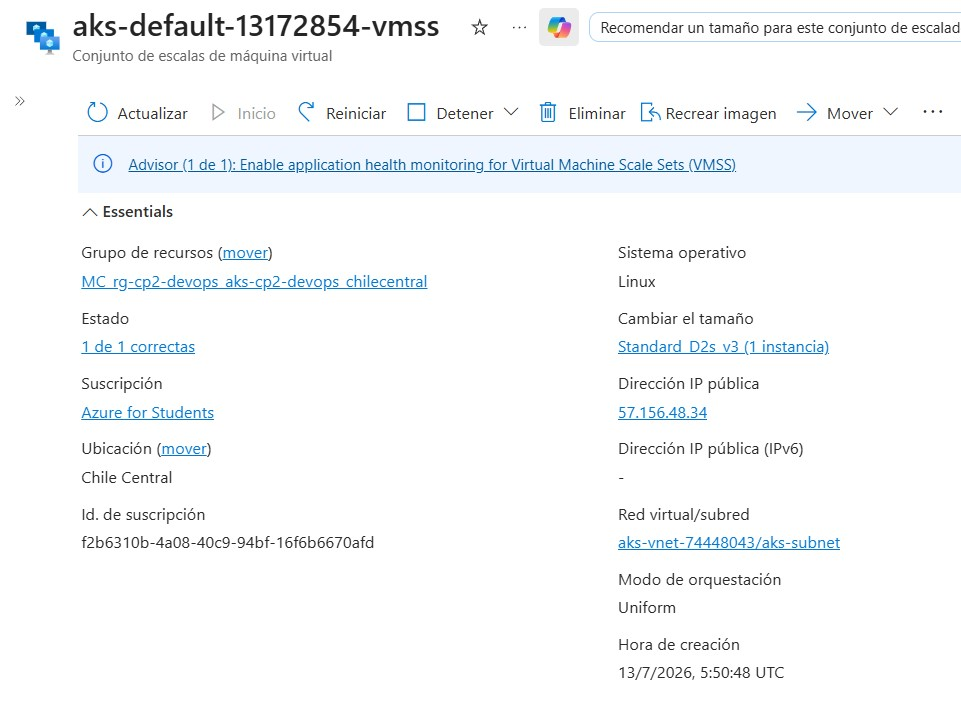 aks-default-13172854-vmss
Recomendar un tamaño para este conjunto de escalad
Conjunto de escalas de máquina virtual
Actualizar Inicio Reiniciar Detener Eliminar Recrear imagen Mover
Advisor (1 de 1): Enable application health monitoring for Virtual Machine Scale Sets (VMSS)
Essentials
Grupo de recursos (mover)
MC_rg-cp2-devops_aks-cp2-devops_chilecentral
Estado
1 de 1 correctas
Suscripción
Azure for Students
Ubicación (mover)
Chile Central
Id. de suscripción
f2b6310b-4a08-40c9-94bf-16f6b6670afd
Sistema operativo
Linux
Cambiar el tamaño
Standard_D2s_v3 (1 instancia)
Dirección IP pública
57.156.48.34
Dirección IP pública (IPv6)
-
Red virtual/subred
aks-vnet-74448043/aks-subnet
Modo de orquestación
Uniform
Hora de creación
13/7/2026, 5:50:48 UTC